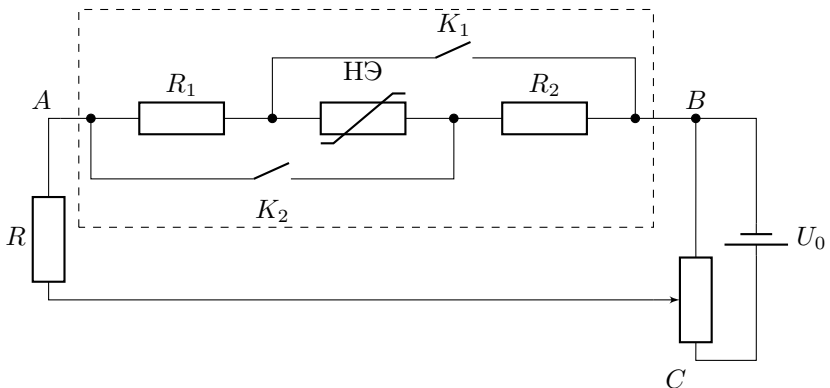 K₁
НЭ
R₁
R₂
A
B
K₂
R
U₀
C